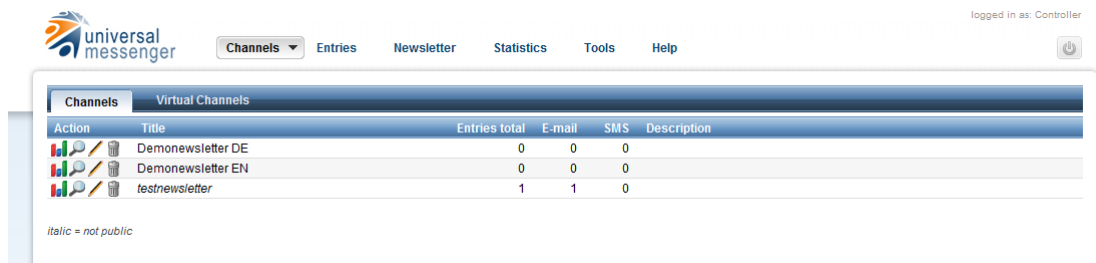 logged in as: Controller
universal
messenger
Channels Entries Newsletter Statistics Tools Help
Channels Virtual Channels
Action Title Entries total E-mail SMS Description
Demonewsletter DE 0 0 0
Demonewsletter EN 0 0 0
testnewsletter 1 1 0
italic = not public